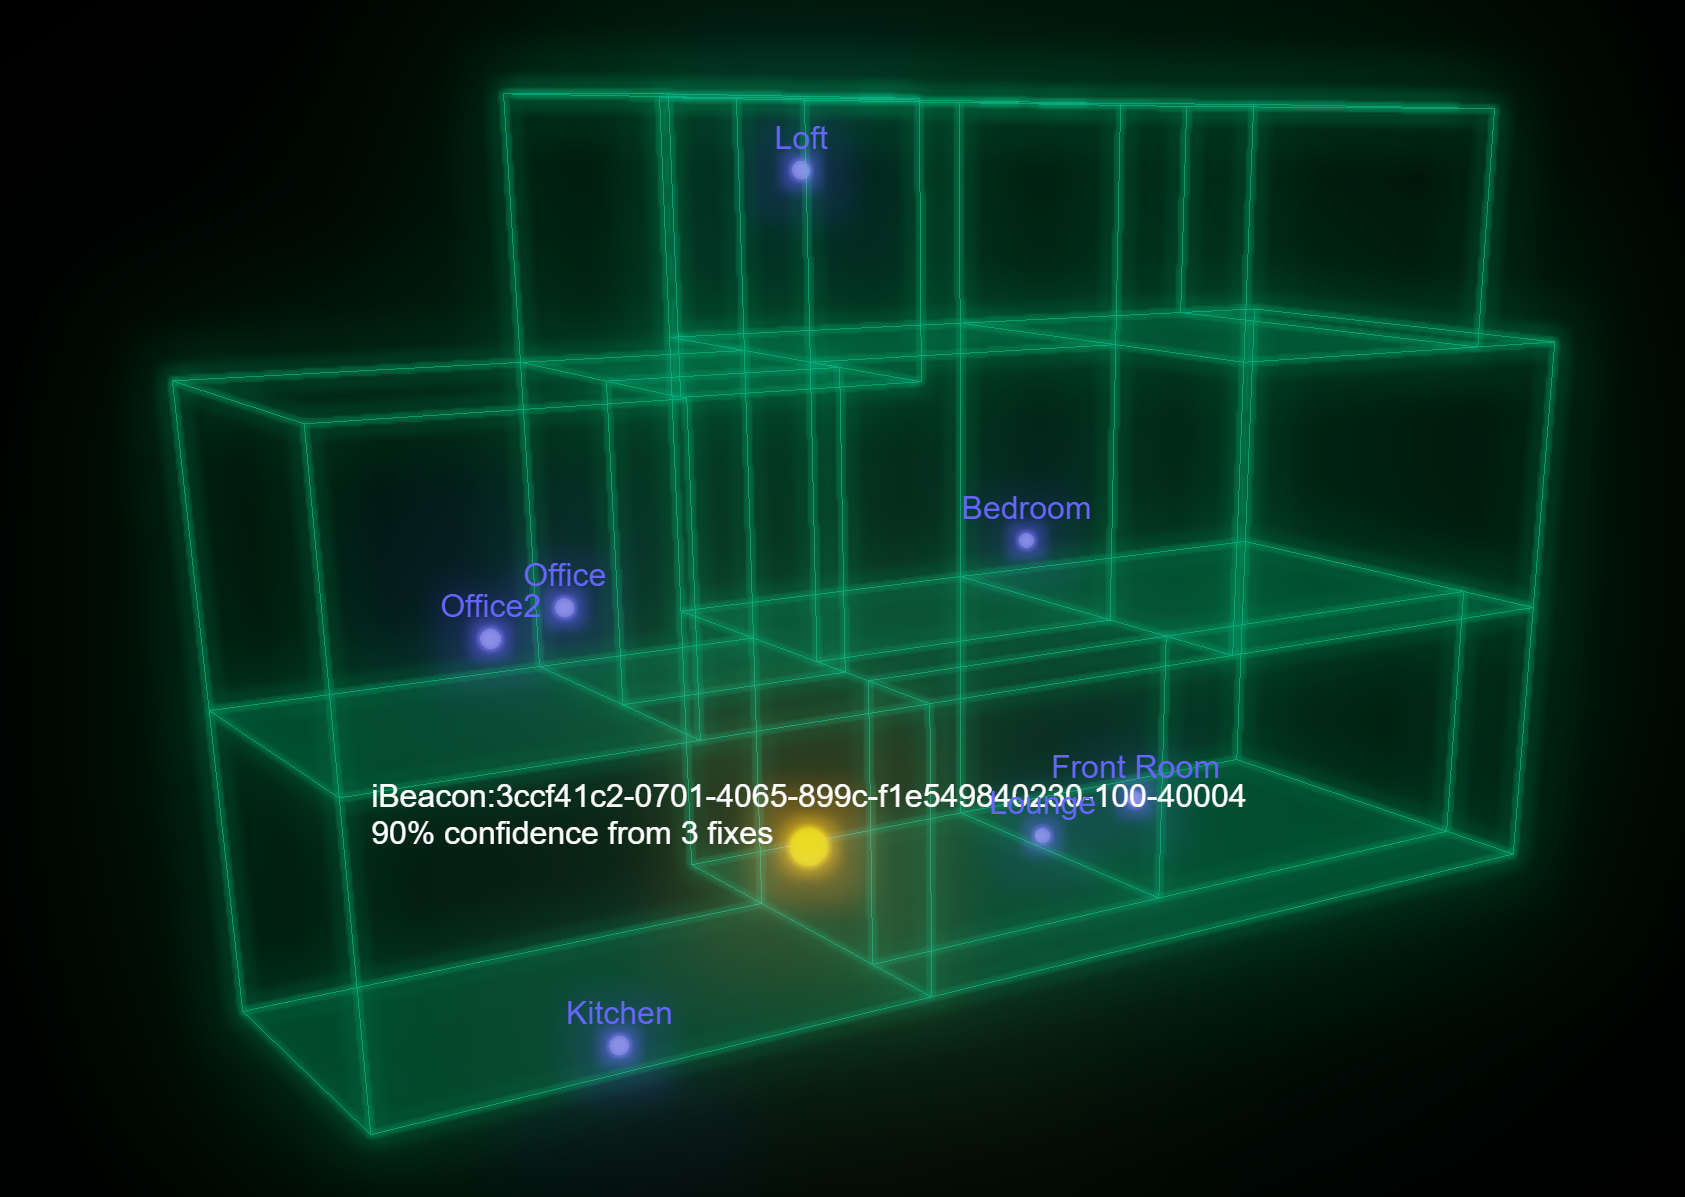 Loft
Bedroom
Office
Office2
Front Room
iBeacon:3ccf41c2-0701-4065-899c-f1e549840230-100-40004
Lounge
90% confidence from 3 fixes
Kitchen